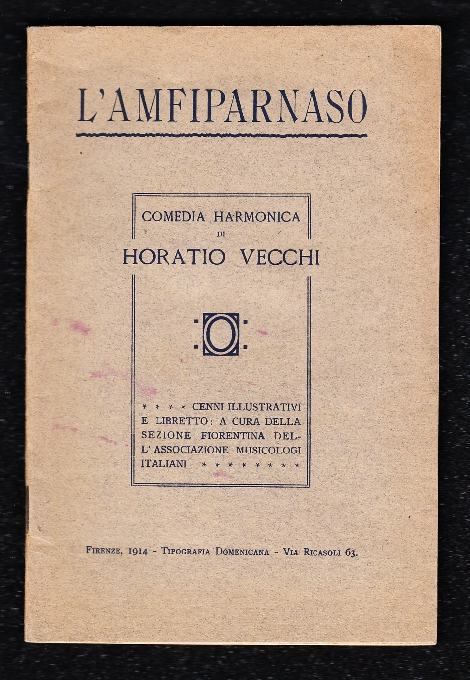 L'AMFIPARNASO
COMEDIA HARMONICA
DI
HORATIO VECCHI
* * * * CENNI ILLUSTRATIVI
E LIBRETTO: A CURA DELLA
SEZIONE FIORENTINA DEL-
L'ASSOCIAZIONE MUSICOLOGI
ITALIANI * * * * * * * *
FIRENZE, 1914 - TIPOGRAFIA DOMENICANA - VIA RICASOLI 63.